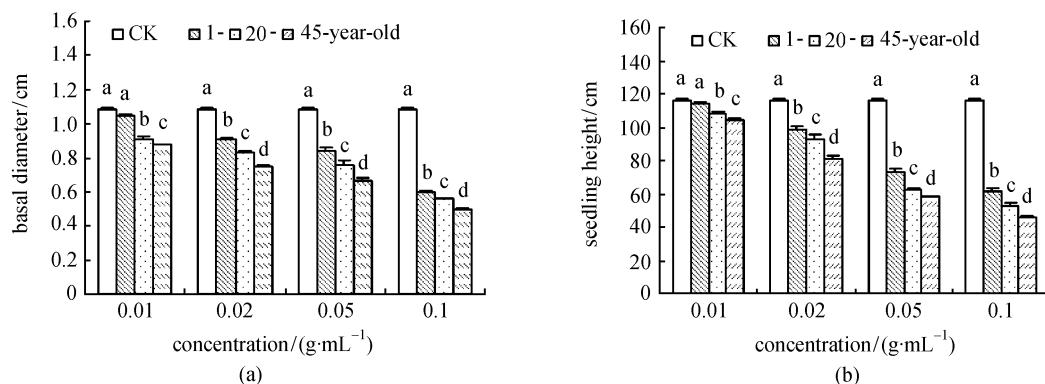 1.6
1.4
1.2
1.0
0.8
0.6
0.4
0.2
0
basal diameter/cm
CK 1- 20- 45-year-old
a a b c
a b c d
a b c d
a b c d
0.01 0.02 0.05 0.1
concentration/(g·mL⁻¹)
(a)
160
140
120
100
80
60
40
20
0
seedling height/cm
CK 1- 20- 45-year-old
a a b c
a b c d
a b c d
a b c d
0.01 0.02 0.05 0.1
concentration/(g·mL⁻¹)
(b)